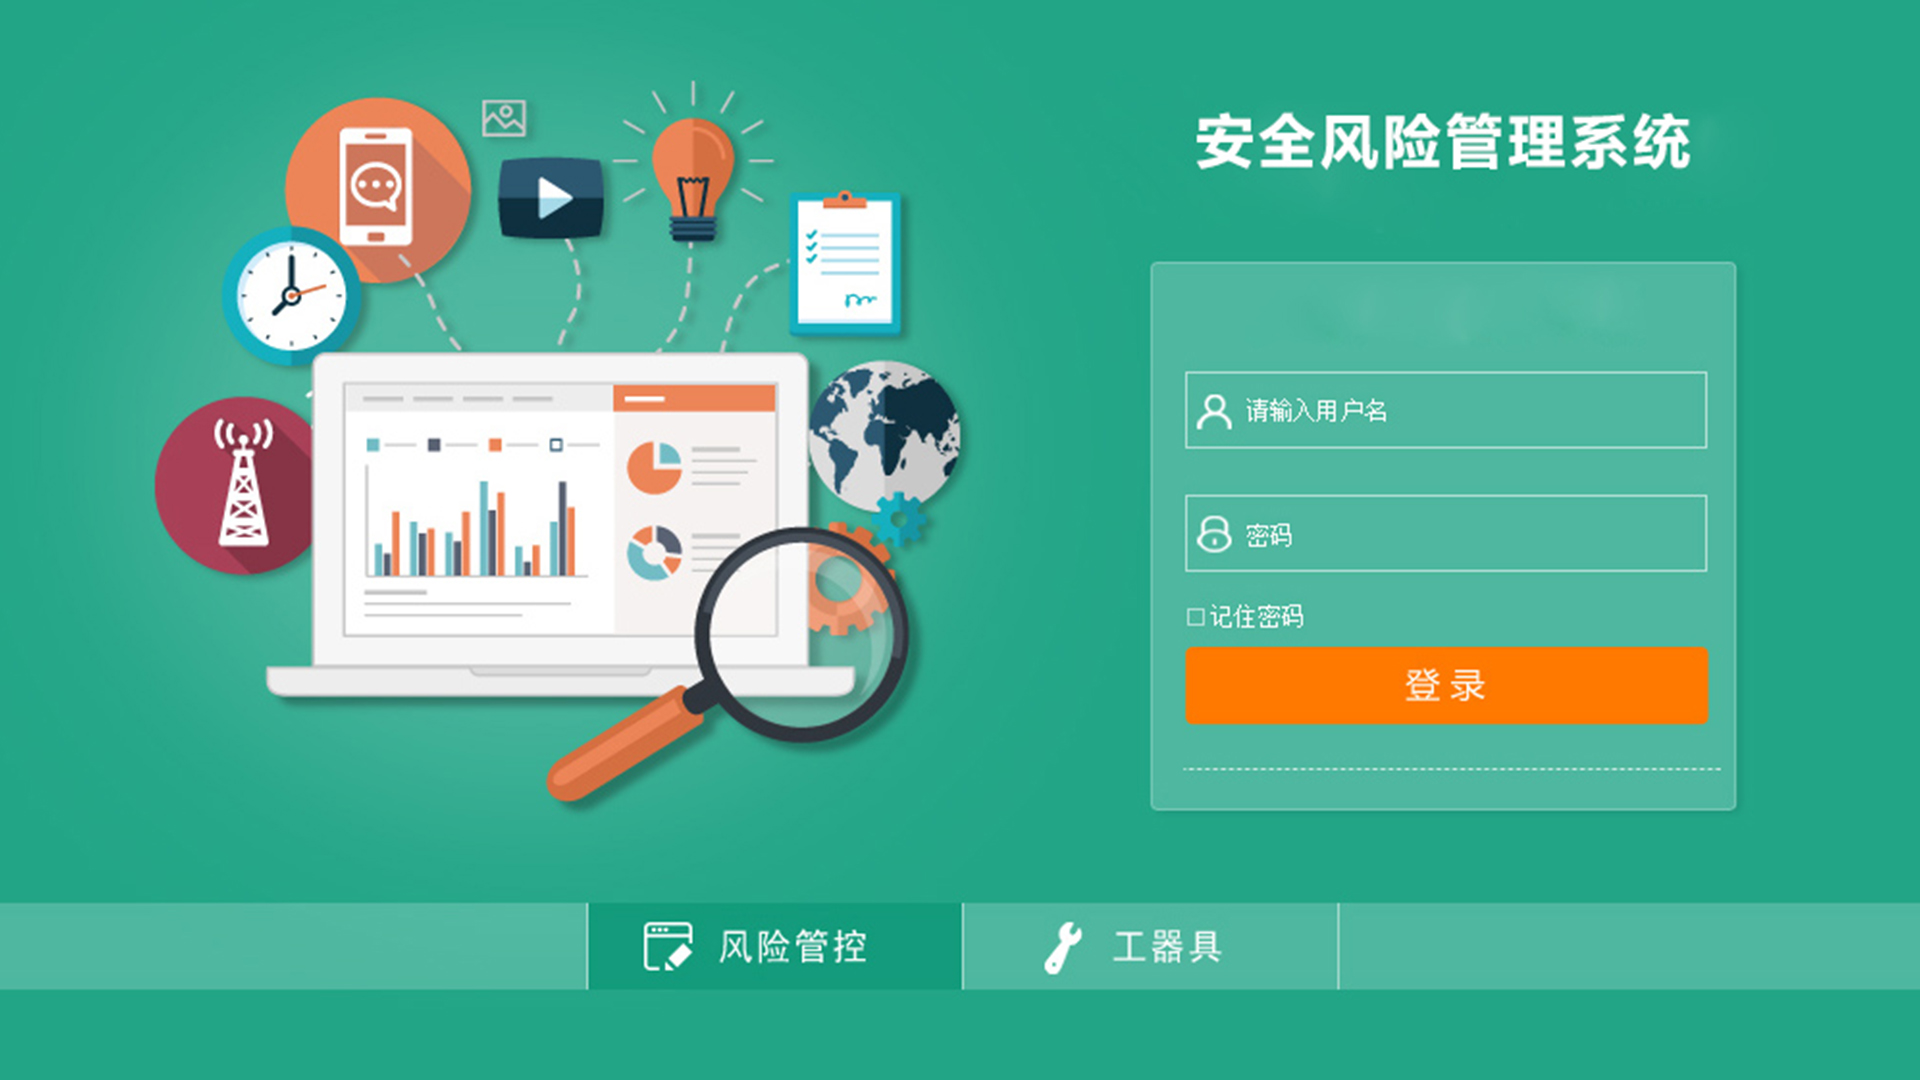 安全风险管理系统
请输入用户名
密码
记住密码
登录
风险管控
工器具